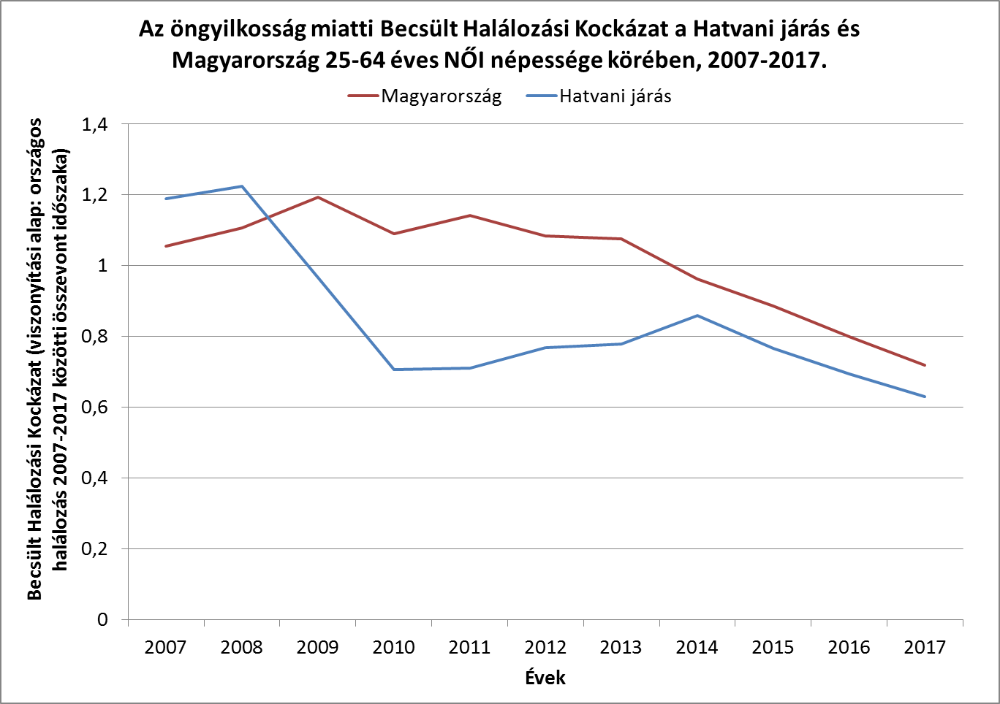 Az öngyilkosság miatti Becsült Halálozási Kockázat a Hatvani járás és
Magyarország 25-64 éves NŐI népessége körében, 2007-2017.
Magyarország
Hatvani járás
Becsült Halálozási Kockázat (viszonyítási alap: országos
halálozás 2007-2017 közötti összevont időszaka)
1,4
1,2
1
0,8
0,6
0,4
0,2
0
2007 2008 2009 2010 2011 2012 2013 2014 2015 2016 2017
Évek